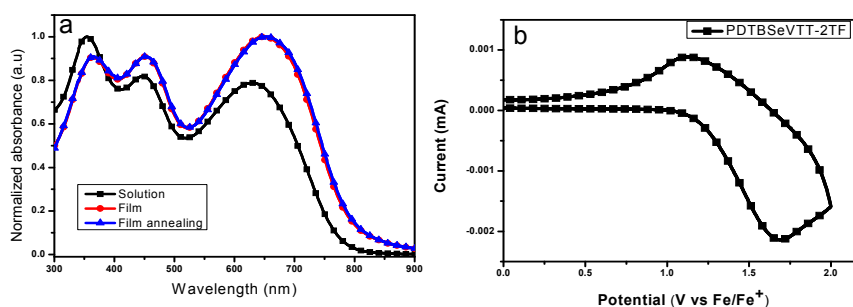 a
Normalized absorbance (a.u)
1.0
0.8
0.6
0.4
0.2
0.0
Solution
Film
Film annealing
300 400 500 600 700 800 900
Wavelength (nm)
b
PDTBSeVTT-2TF
Current (mA)
0.001
0.000
-0.001
-0.002
0.0 0.5 1.0 1.5 2.0
Potential (V vs Fe/Fe⁺)